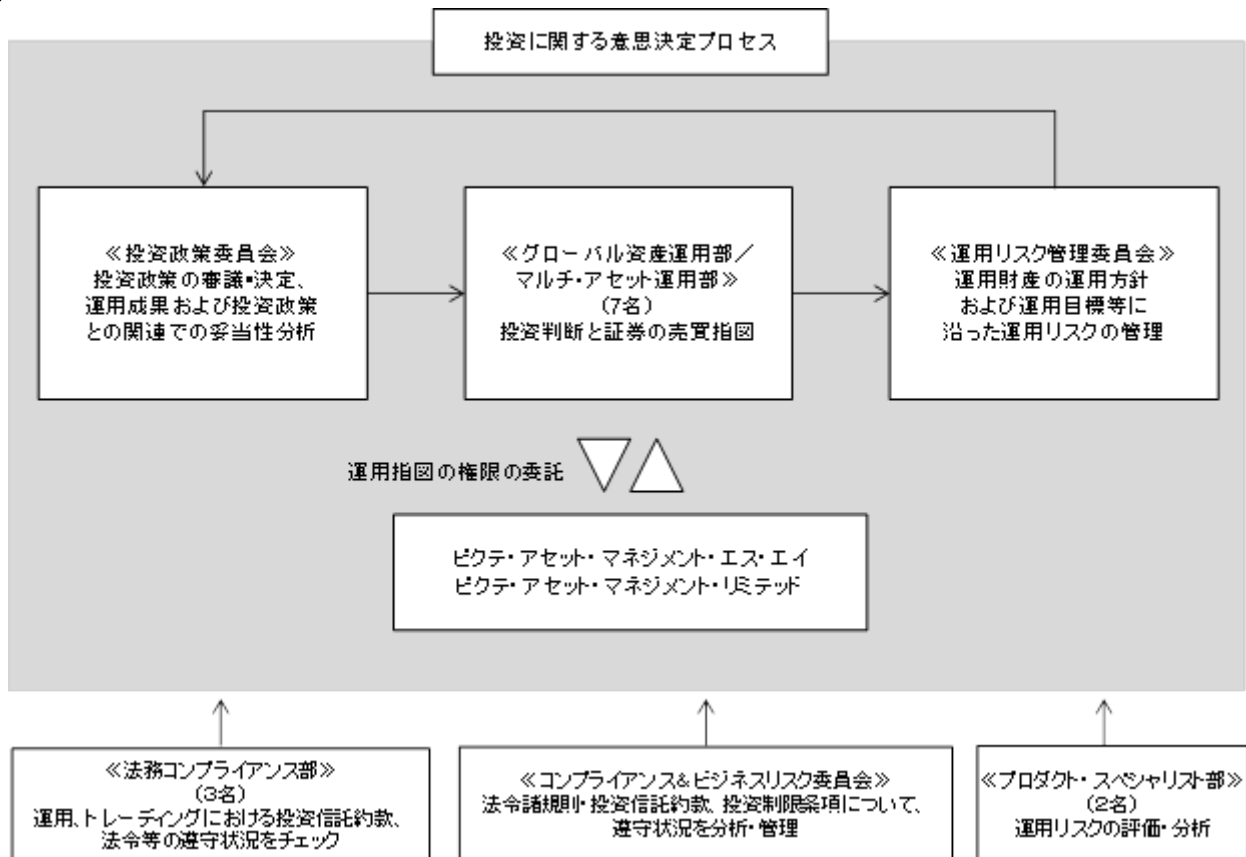 投資に関する意思決定プロセス
≪投資政策委員会≫
投資政策の審議・決定、
運用成果および投資政策
との関連での妥当性分析
≪グローバル資産運用部／
マルチ・アセット運用部≫
(7名)
投資判断と証券の売買指図
≪運用リスク管理委員会≫
運用財産の運用方針
および運用目標等に
沿った運用リスクの管理
運用指図の権限の委託
ピクテ・アセット・マネジメント・エス・エイ
ピクテ・アセット・マネジメント・リミテッド
≪法務コンプライアンス部≫
(3名)
運用、トレーディングにおける投資信託約款、
法令等の遵守状況をチェック
≪コンプライアンス&ビジネスリスク委員会≫
法令諸規則・投資信託約款、投資制限条項について、
遵守状況を分析・管理
≪プロダクト・スペシャリスト部≫
(2名)
運用リスクの評価・分析